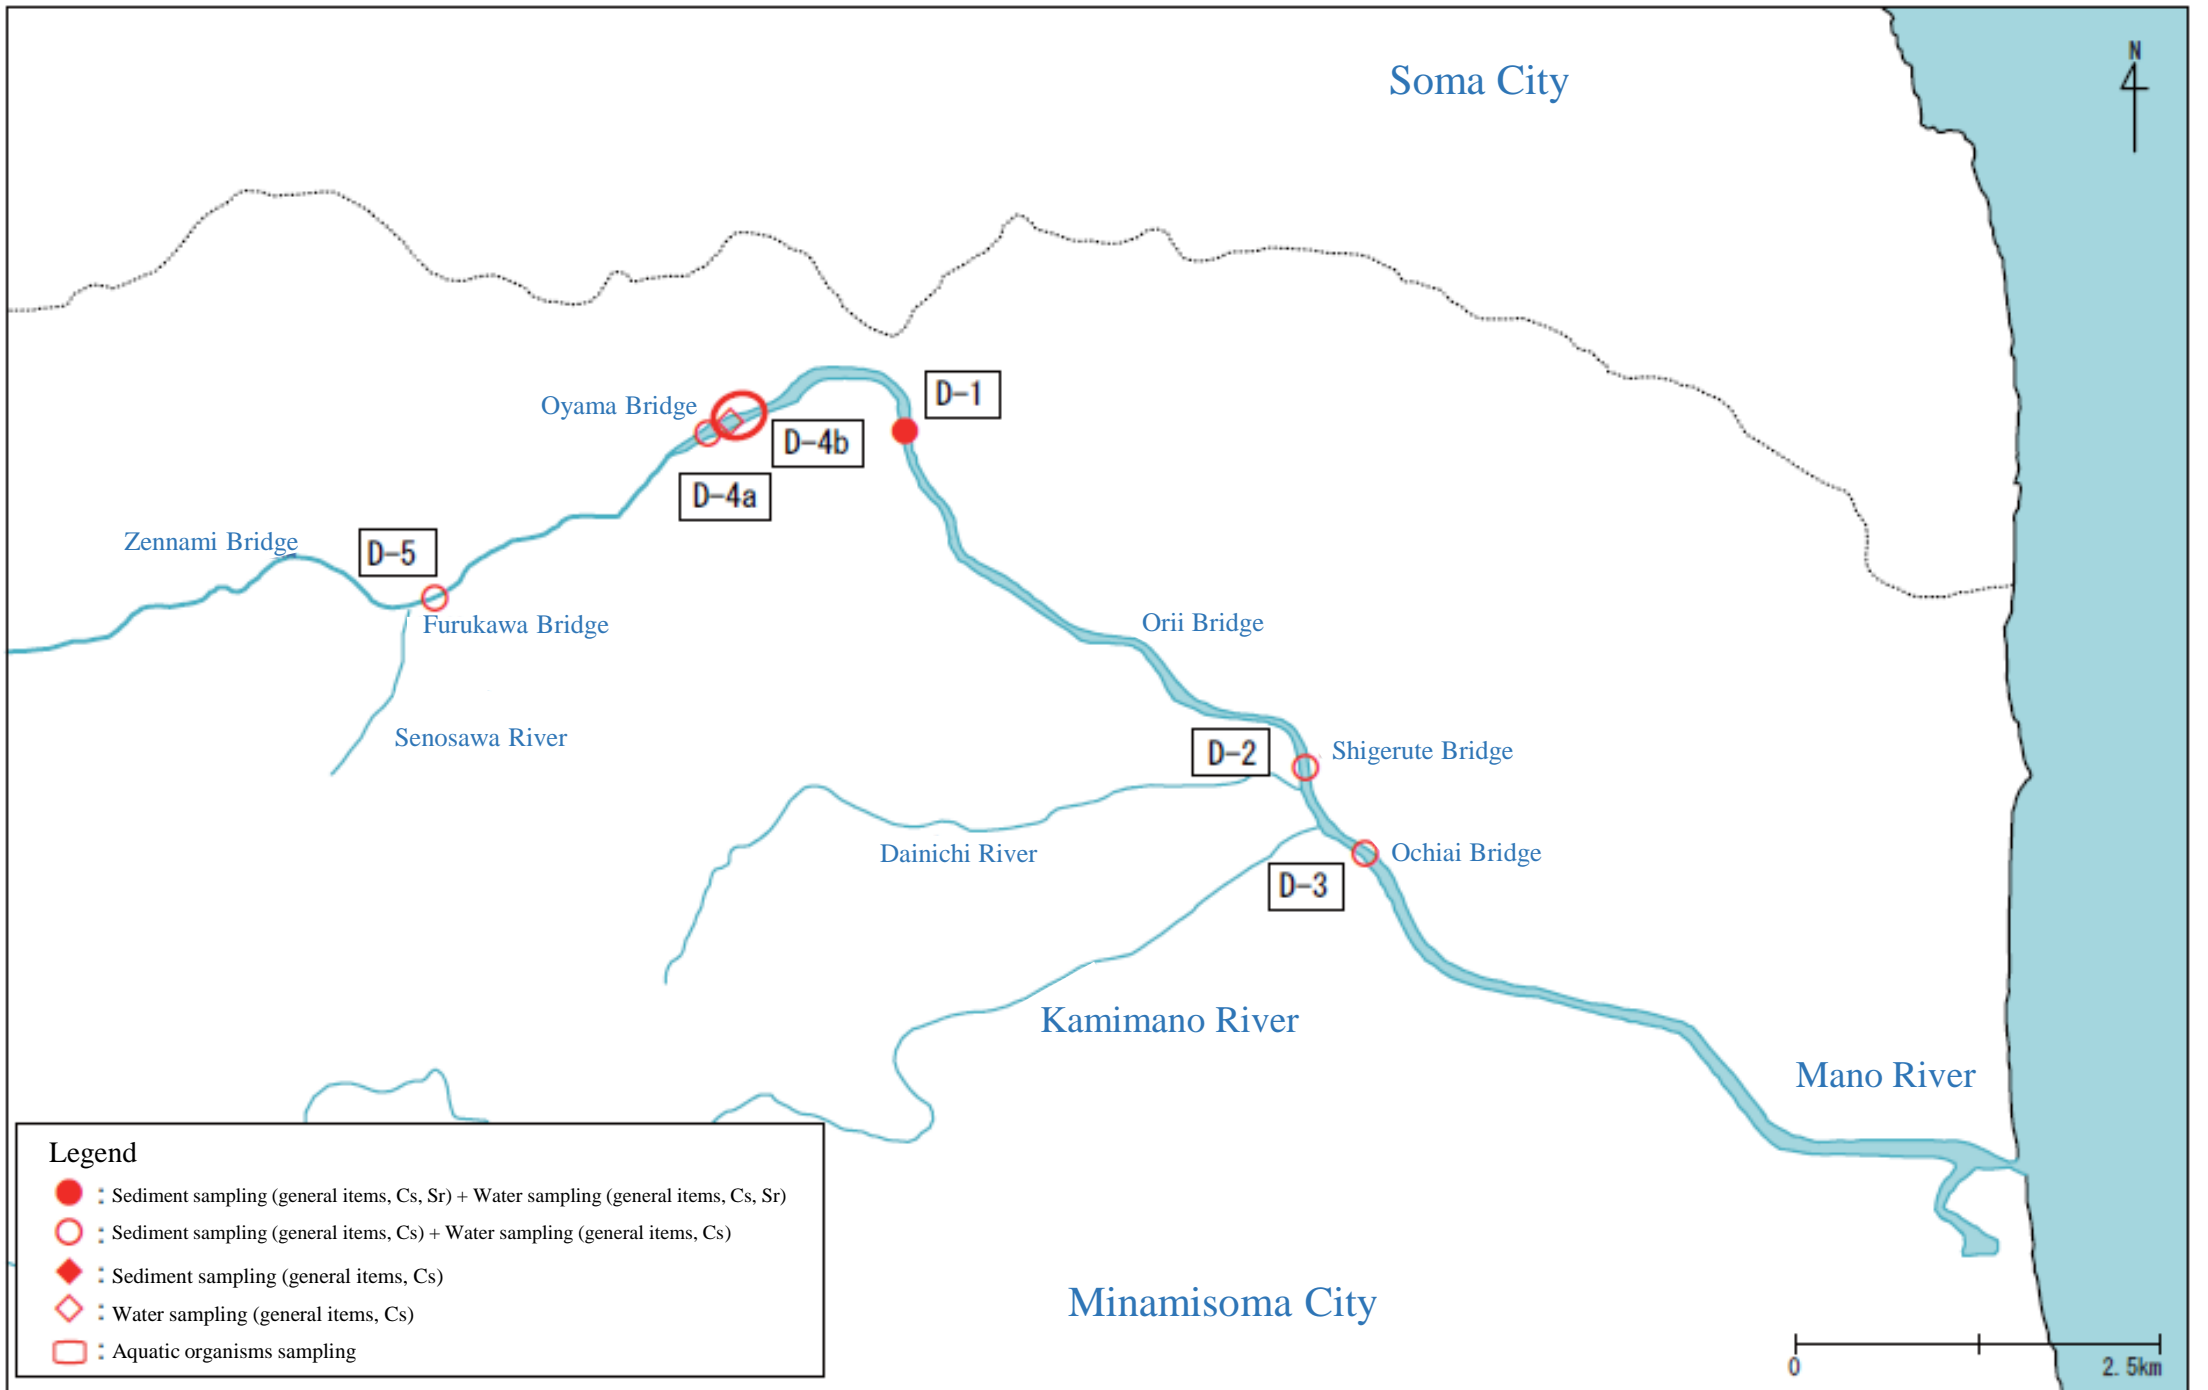 Soma City
N
D-1
Oyama Bridge
D-4b
D-4a
Zennami Bridge
D-5
Furukawa Bridge
Orii Bridge
Senosawa River
D-2
Shigerute Bridge
Dainichi River
Ochiai Bridge
D-3
Kamimano River
Mano River
Minamisoma City
Legend
: Sediment sampling (general items, Cs, Sr) + Water sampling (general items, Cs, Sr)
: Sediment sampling (general items, Cs) + Water sampling (general items, Cs)
: Sediment sampling (general items, Cs)
: Water sampling (general items, Cs)
: Aquatic organisms sampling
0 2.5km